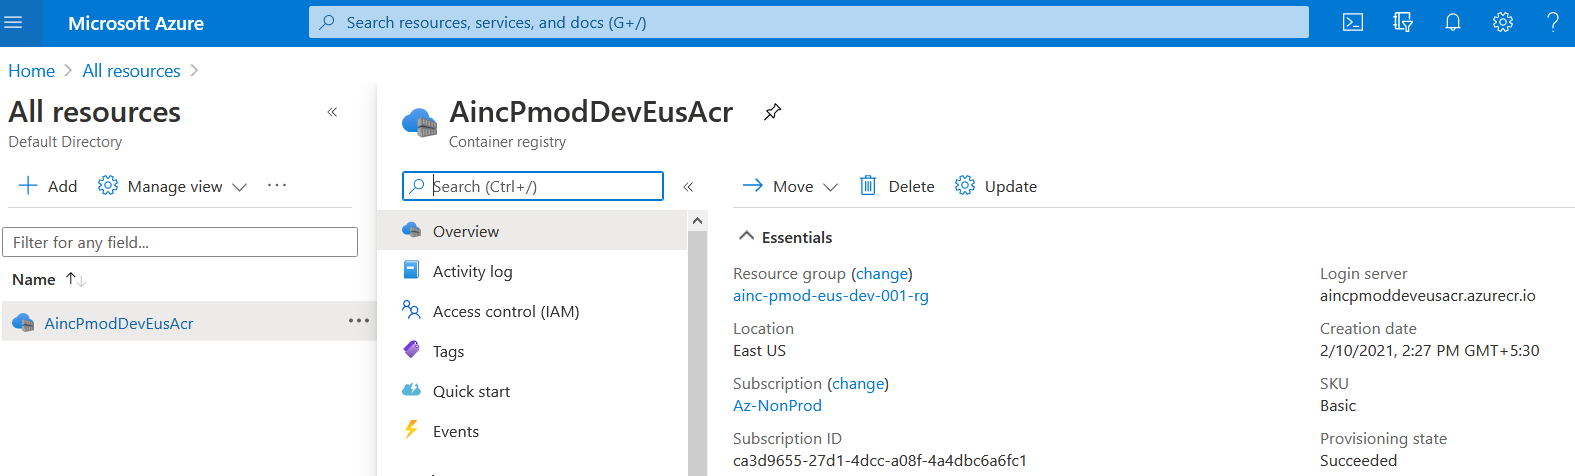 Microsoft Azure
Search resources, services, and docs (G+/)
Home > All resources >
All resources
Default Directory
Add
Manage view
Filter for any field...
Name
AincPmodDevEusAcr
AincPmodDevEusAcr
Container registry
Search (Ctrl+/)
Overview
Activity log
Access control (IAM)
Tags
Quick start
Events
Move
Delete
Update
Essentials
Resource group (change)
ainc-pmod-eus-dev-001-rg
Location
East US
Subscription (change)
Az-NonProd
Subscription ID
ca3d9655-27d1-4dcc-a08f-4a4dbc6a6fc1
Login server
aincpmoddeveusacr.azurecr.io
Creation date
2/10/2021, 2:27 PM GMT+5:30
SKU
Basic
Provisioning state
Succeeded